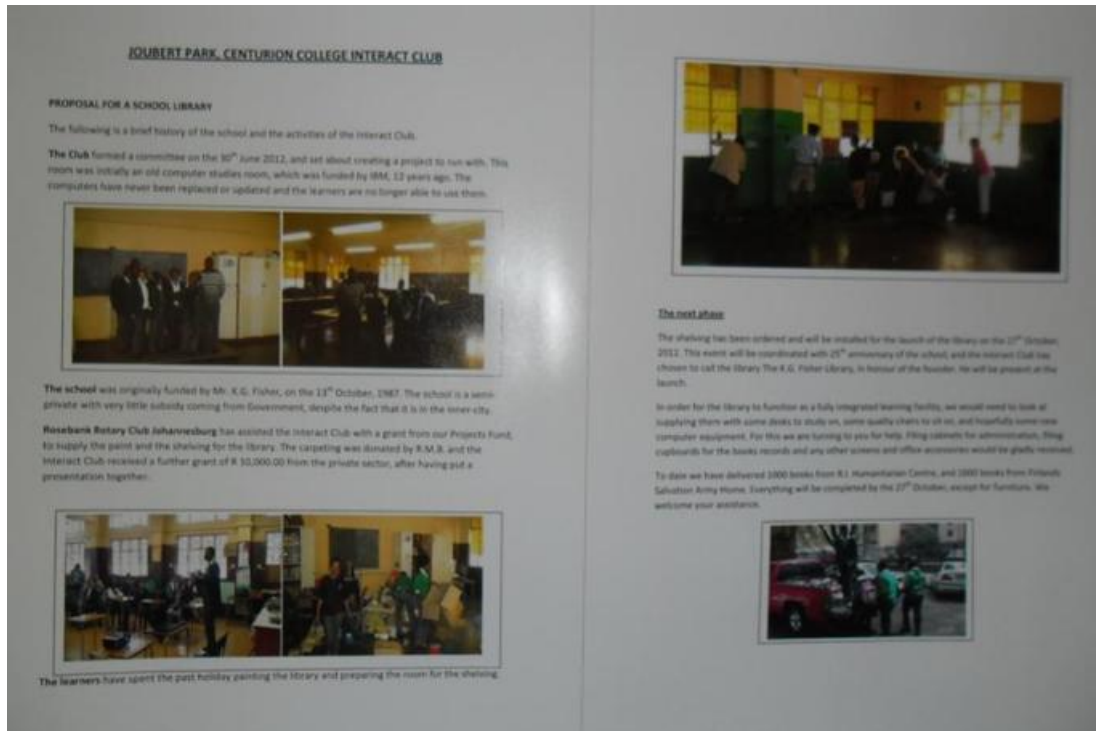 JOUBERT PARK, CENTURION COLLEGE INTERACT CLUB
PROPOSAL FOR A SCHOOL LIBRARY
The following is a brief history of the school and the activities of the Interact Club.
The Club formed a committee on the 30th June 2012, and set about creating a project to run with. This
room was initially an old computer studies room, which was funded by IBM, 12 years ago. The
computers have never been replaced or updated and the learners are no longer able to use them.
The school was originally funded by Mr. K.G. Fisher, on the 13th October, 1987. The school is a semi-
private with very little subsidy coming from Government, despite the fact that it is in the inner-city.
Rosebank Rotary Club Johannesburg has assisted the Interact Club with a grant from our Projects Fund,
to supply the paint and the shelving for the library. The carpeting was donated by R.M.B. and the
Interact Club received a further grant of R 10,000.00 from the private sector, after having put a
presentation together.
The learners have spent the past holiday painting the library and preparing the room for the shelving.
The next phase
The shelving has been ordered and will be installed for the launch of the library on the 27th October,
2012. This event will be coordinated with 25th anniversary of the school, and the Interact Club has
chosen to call the library The K.G. Fisher Library, in honour of the founder. He will be present at the
launch.
In order for the library to function as a fully integrated learning facility, we would need to look at
supplying them with some desks to study on, some quality chairs to sit on, and hopefully some new
computer equipment. For this we are turning to you for help. Filing cabinets for administration, filing
cupboards for the books records and any other screens and office accessories would be gladly received.
To date we have delivered 1000 books from R.I. Humanitarian Centre, and 1000 books from
Salvation Army Home. Everything will be completed by the 27th October, except for furniture. We
welcome your assistance.